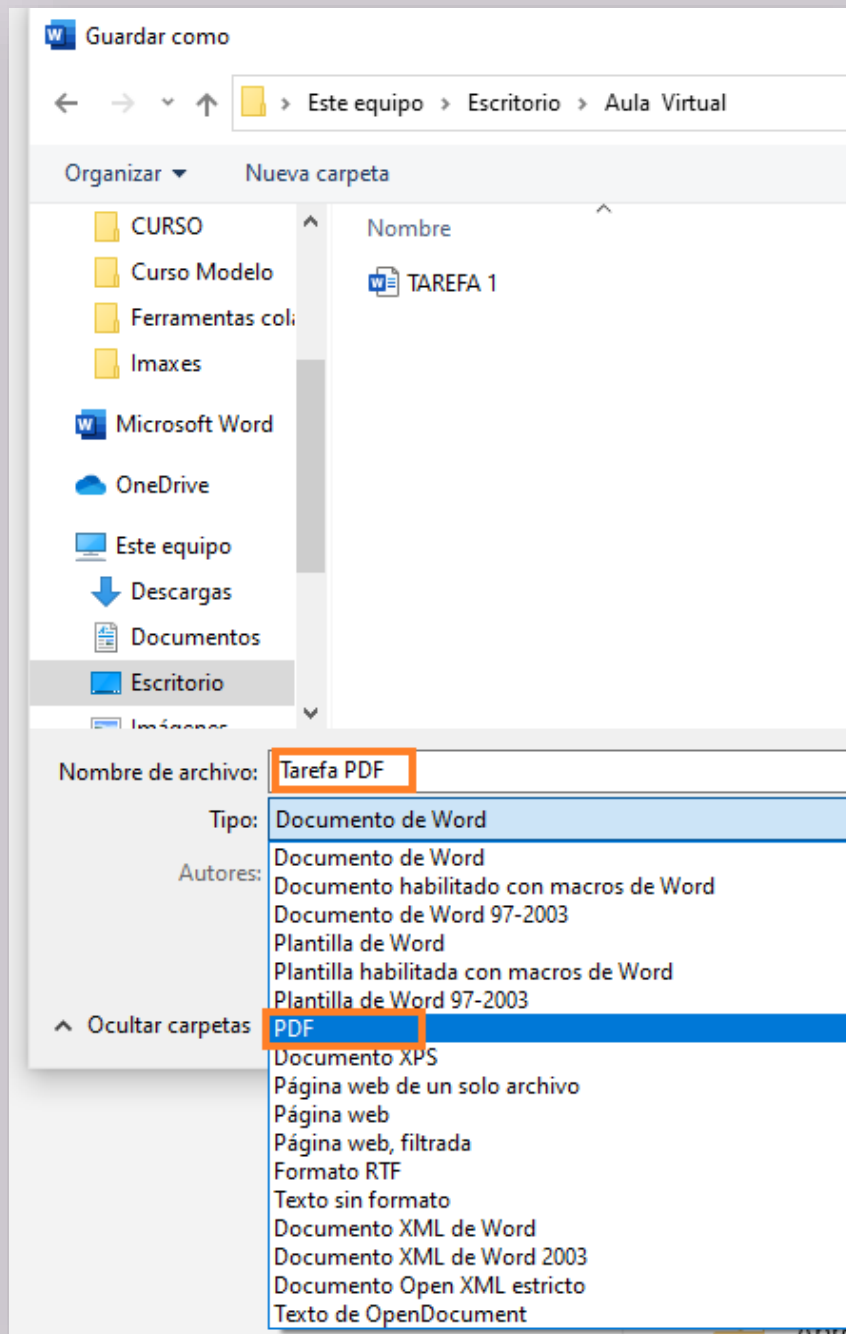 Guardar como
Este equipo > Escritorio > Aula Virtual
Organizar Nueva carpeta
CURSO
Curso Modelo
Ferramentas cola
Imaxes
Microsoft Word
OneDrive
Este equipo
Descargas
Documentos
Escritorio
Imágenes
Nombre
TAREFA 1
Nombre de archivo: Tarefa PDF
Tipo: Documento de Word
Autores:
Documento de Word
Documento habilitado con macros de Word
Documento de Word 97-2003
Plantilla de Word
Plantilla habilitada con macros de Word
Plantilla de Word 97-2003
Ocultar carpetas
PDF
Documento XPS
Página web de un solo archivo
Página web
Página web, filtrada
Formato RTF
Texto sin formato
Documento XML de Word
Documento XML de Word 2003
Documento Open XML estricto
Texto de OpenDocument